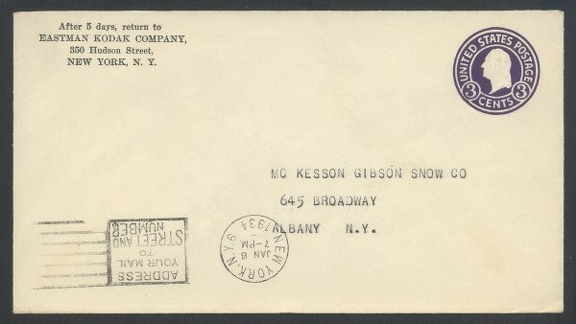 After 5 days, return to
EASTMAN KODAK COMPANY,
350 Hudson Street,
NEW YORK, N. Y.
UNITED STATES POSTAGE
3 CENTS 3
MC KESSON GIBSON SNOW CO
645 BROADWAY
ALBANY N.Y.
NEW YORK, N.Y.
JAN 8
7-PM
1934
ADDRESS
YOUR MAIL
TO
STREET AND
NUMBER